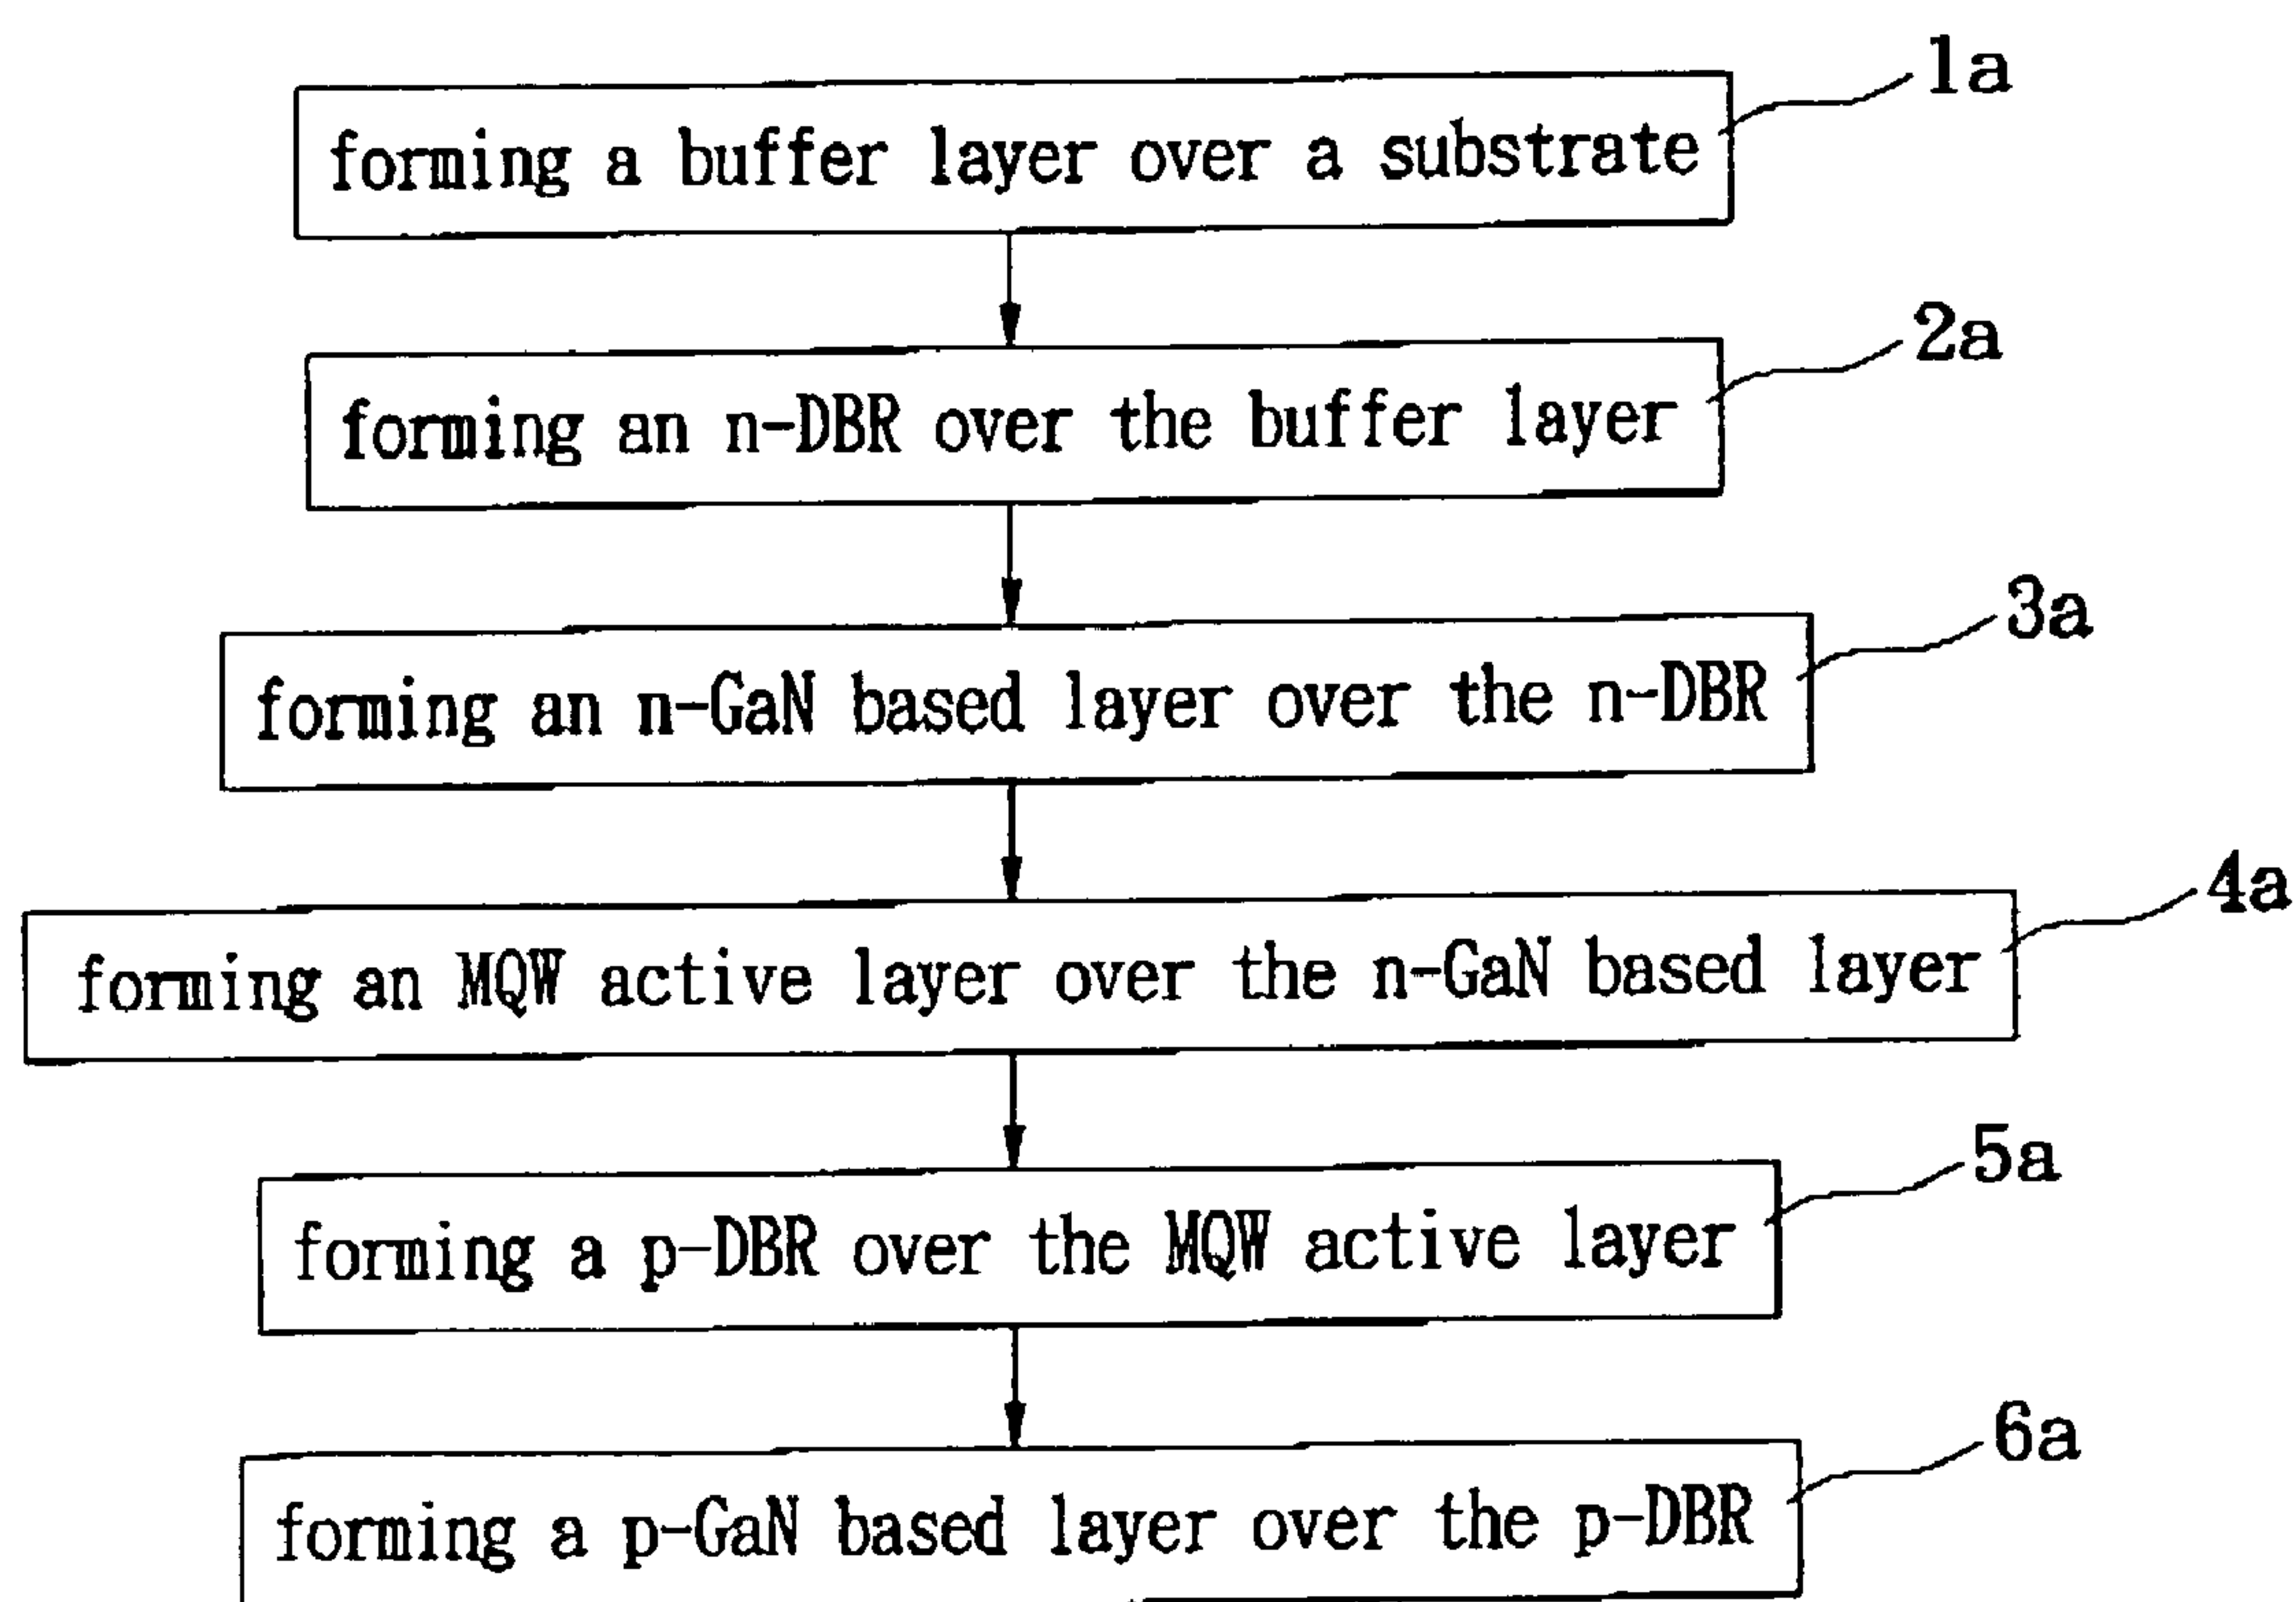 forming a buffer layer over a substrate
1a
forming an n-DBR over the buffer layer
2a
forming an n-GaN based layer over the n-DBR
3a
forming an MQW active layer over the n-GaN based layer
4a
forming a p-DBR over the MQW active layer
5a
forming a p-GaN based layer over the p-DBR
6a